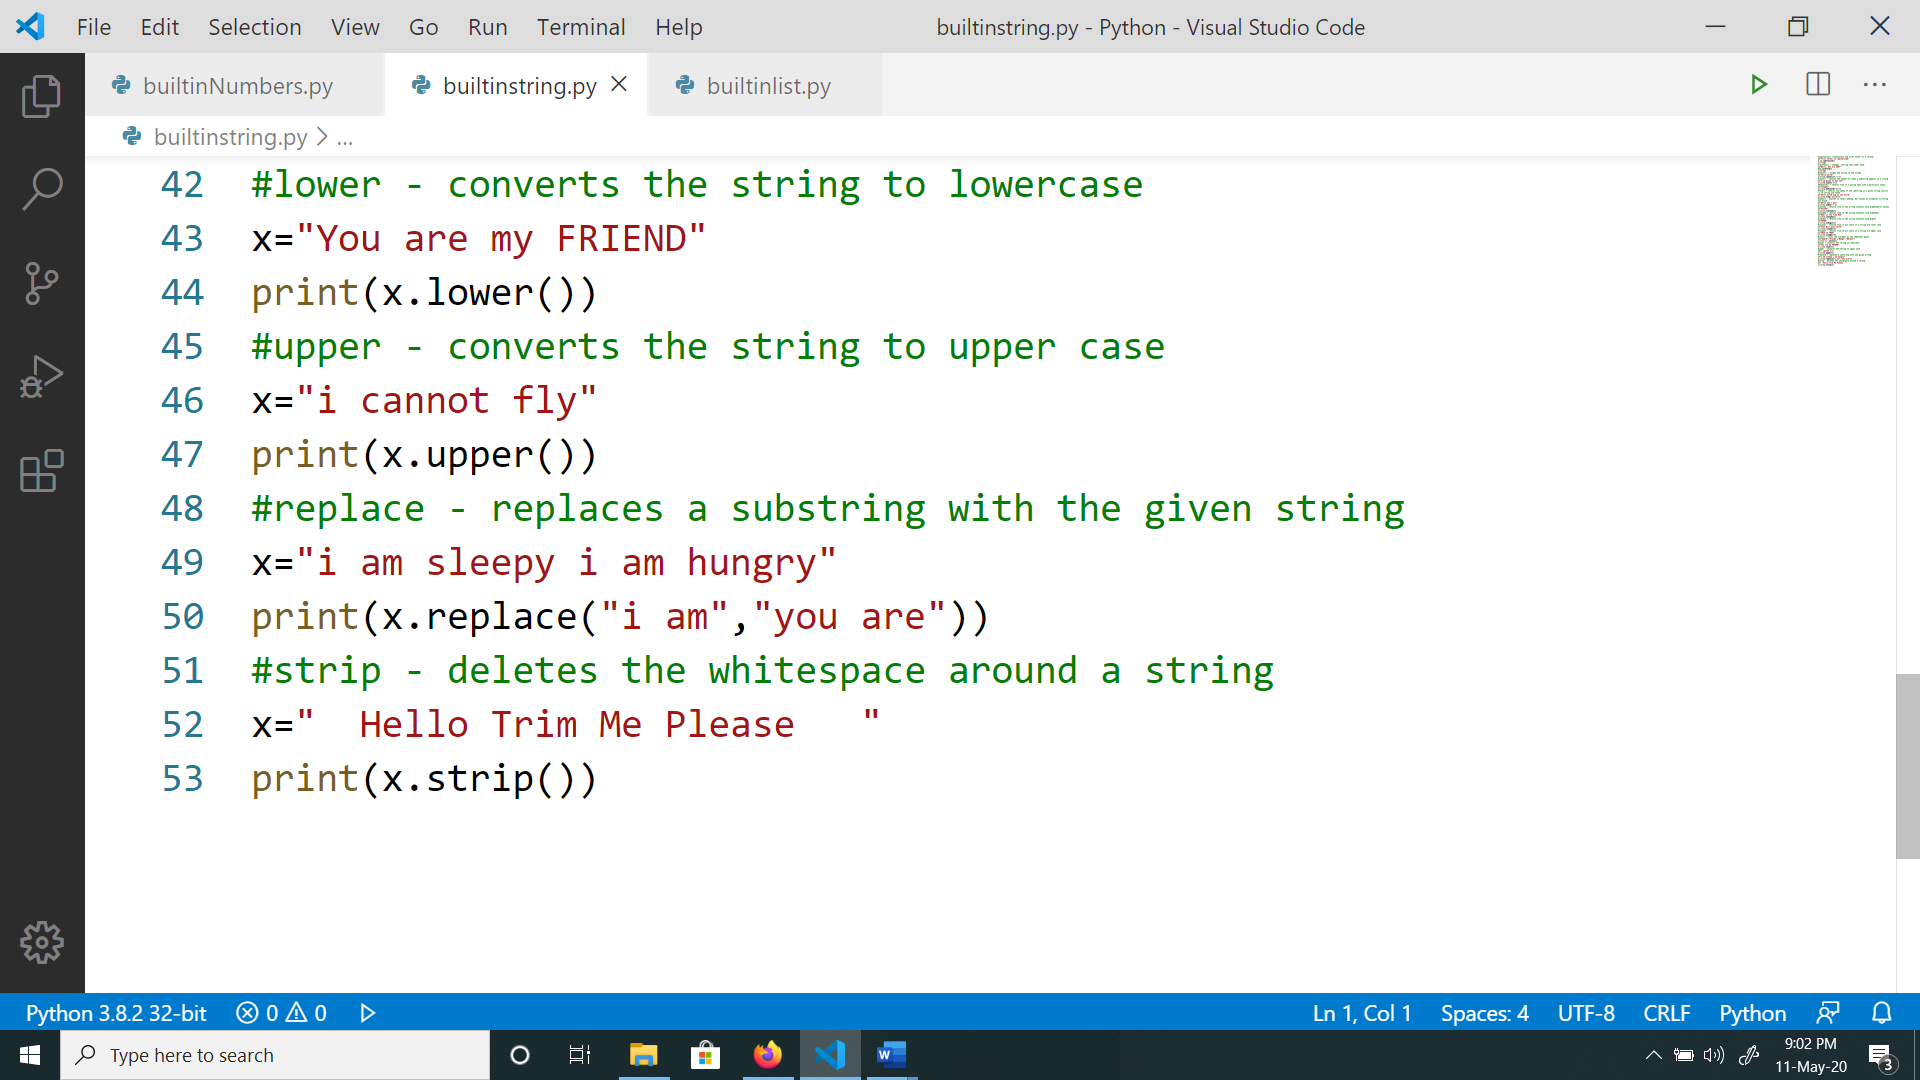 File Edit Selection View Go Run Terminal Help builtinstring.py - Python - Visual Studio Code
builtinNumbers.py builtinstring.py builtinlist.py
builtinstring.py > ...
42 #lower - converts the string to lowercase
43 x="You are my FRIEND"
44 print(x.lower())
45 #upper - converts the string to upper case
46 x="i cannot fly"
47 print(x.upper())
48 #replace - replaces a substring with the given string
49 x="i am sleepy i am hungry"
50 print(x.replace("i am","you are"))
51 #strip - deletes the whitespace around a string
52 x="  Hello Trim Me Please   "
53 print(x.strip())
Python 3.8.2 32-bit 0 0 Ln 1, Col 1 Spaces: 4 UTF-8 CRLF Python
Type here to search
9:02 PM
11-May-20
3